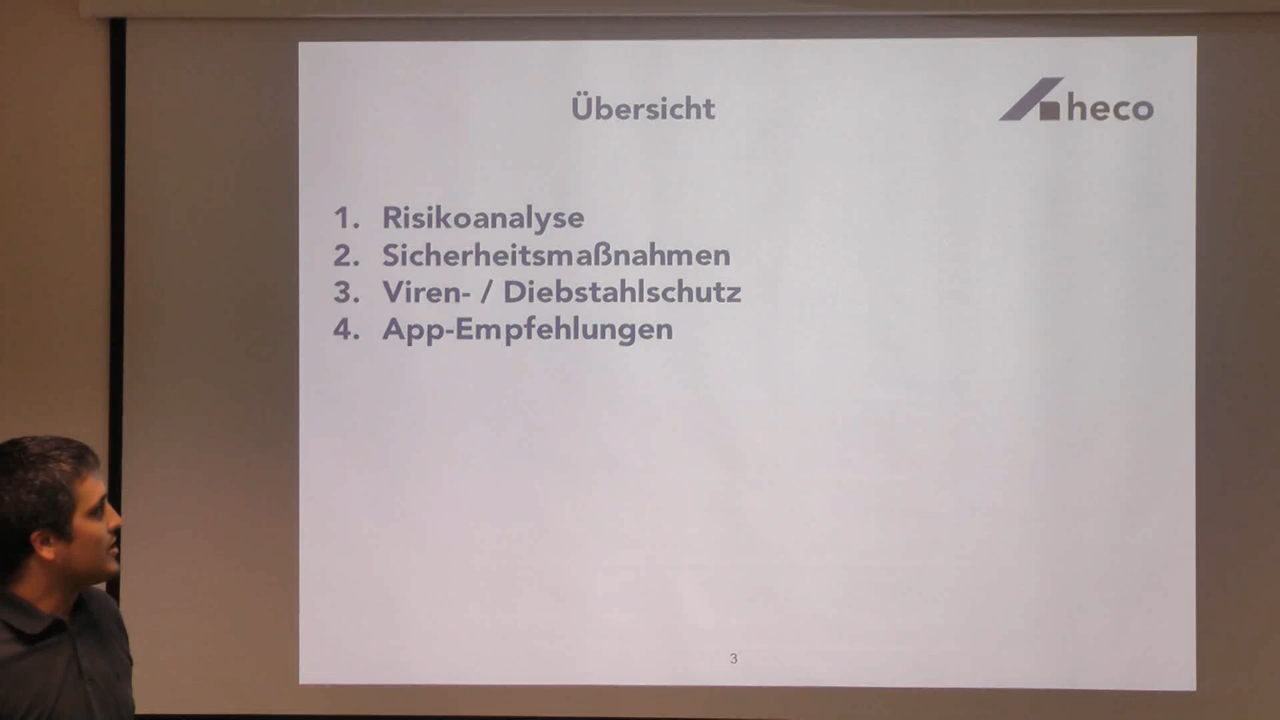 Übersicht
heco
1. Risikoanalyse
2. Sicherheitsmaßnahmen
3. Viren- / Diebstahlschutz
4. App-Empfehlungen
3